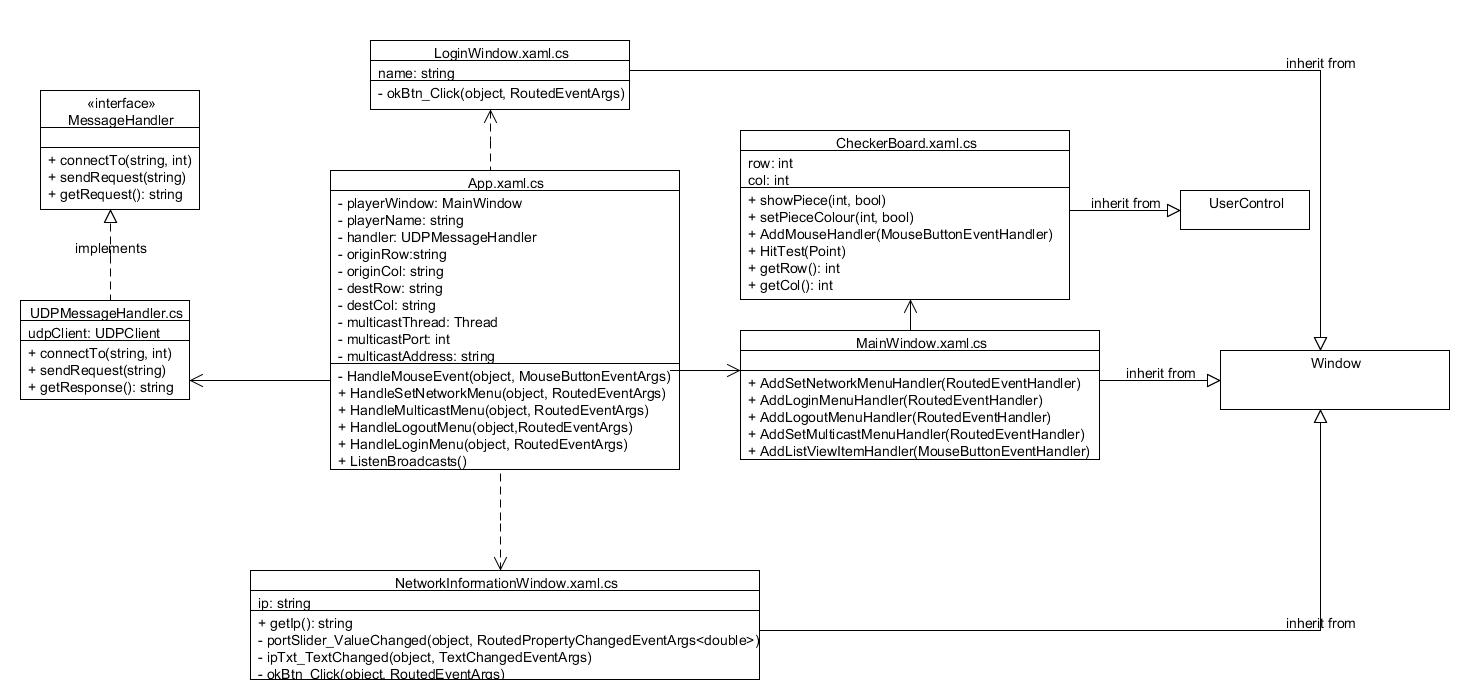 LoginWindow.xaml.cs
name: string
- okBtn_Click(object, RoutedEventArgs)
inherit from
«interface»
MessageHandler
+ connectTo(string, int)
+ sendRequest(string)
+ getRequest(): string
implements
UDPMessageHandler.cs
udpClient: UDPClient
+ connectTo(string, int)
+ sendRequest(string)
+ getResponse(): string
App.xaml.cs
- playerWindow: MainWindow
- playerName: string
- handler: UDPMessageHandler
- originRow:string
- originCol: string
- destRow: string
- destCol: string
- multicastThread: Thread
- multicastPort: int
- multicastAddress: string
- HandleMouseEvent(object, MouseButtonEventArgs)
+ HandleSetNetworkMenu(object, RoutedEventArgs)
+ HandleMulticastMenu(object, RoutedEventArgs)
+ HandleLogoutMenu(object,RoutedEventArgs)
+ HandleLoginMenu(object, RoutedEventArgs)
+ ListenBroadcasts()
CheckerBoard.xaml.cs
row: int
col: int
+ showPiece(int, bool)
+ setPieceColour(int, bool)
+ AddMouseHandler(MouseButtonEventHandler)
+ HitTest(Point)
+ getRow(): int
+ getCol(): int
inherit from
UserControl
MainWindow.xaml.cs
+ AddSetNetworkMenuHandler(RoutedEventHandler)
+ AddLoginMenuHandler(RoutedEventHandler)
+ AddLogoutMenuHandler(RoutedEventHandler)
+ AddSetMulticastMenuHandler(RoutedEventHandler)
+ AddListViewItemHandler(MouseButtonEventHandler)
inherit from
Window
NetworkInformationWindow.xaml.cs
ip: string
+ getIp(): string
- portSlider_ValueChanged(object, RoutedPropertyChangedEventArgs<double>)
- ipTxt_TextChanged(object, TextChangedEventArgs)
- okBtn_Click(object, RoutedEventArgs)
inherit from